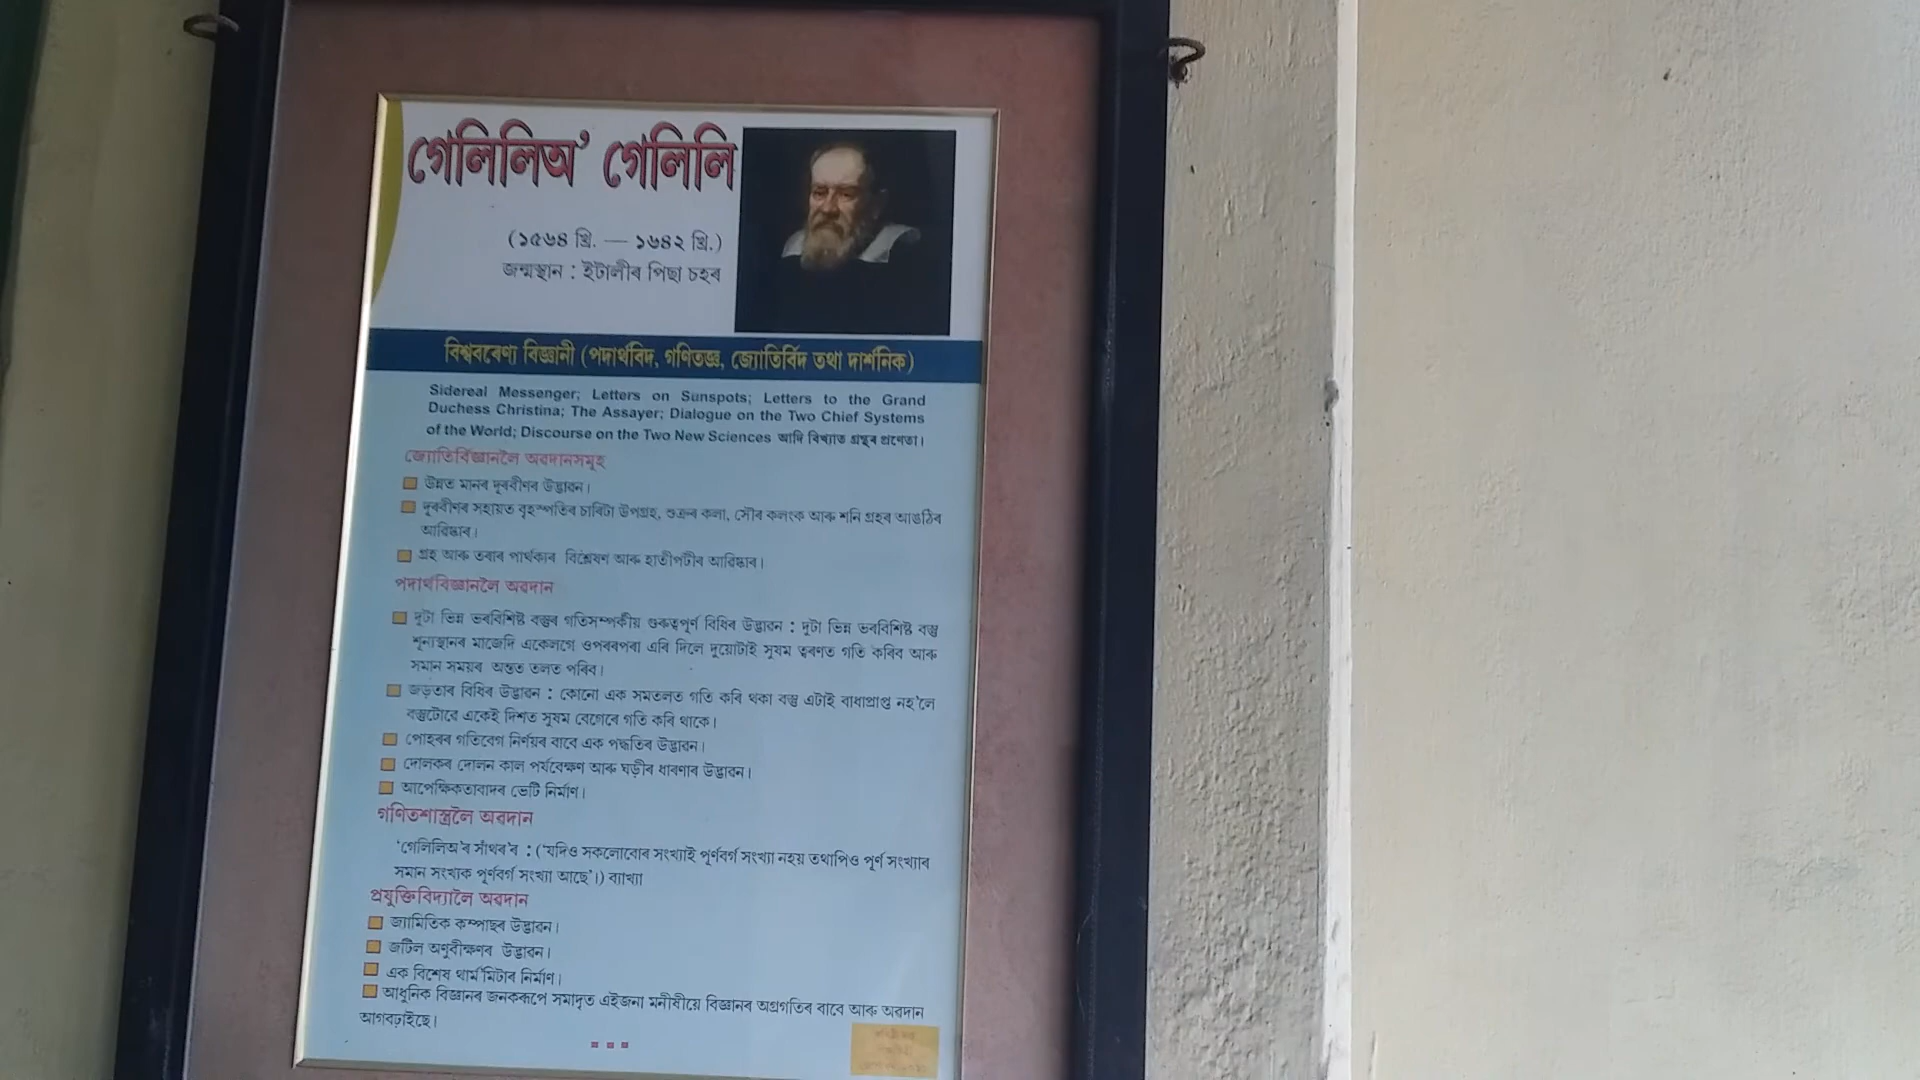 গেলিলিঅ' গেলিলি
(১৫৬৪ খ্রি. — ১৬৪২ খ্রি.)
জন্মস্থান : ইটালীৰ পিছা চহৰ
বিশ্ববৰেণ্য বিজ্ঞানী (পদাৰ্থবিদ, গণিতজ্ঞ, জ্যোতিৰ্বিদ তথা দাৰ্শনিক)
Sidereal Messenger; Letters on Sunspots; Letters to the Grand
Duchess Christina; The Assayer; Dialogue on the Two Chief Systems
of the World; Discourse on the Two New Sciences আদি বিখ্যাত গ্ৰন্থৰ প্ৰণেতা।
জ্যোতিৰ্বিজ্ঞানলৈ অৱদানসমূহ
উন্নত মানৰ দূৰবীণৰ উদ্ভাৱন।
দূৰবীণৰ সহায়ত বৃহস্পতিৰ চাৰিটা উপগ্ৰহ, শুক্ৰৰ কলা, সৌৰ কলংক আৰু শনি গ্ৰহৰ আঙঠিৰ
আৱিষ্কাৰ।
গ্ৰহ আৰু তৰাৰ পাৰ্থক্যৰ বিশ্লেষণ আৰু হাতীপটীৰ আৱিষ্কাৰ।
পদাৰ্থবিজ্ঞানলৈ অৱদান
দুটা ভিন্ন ভৰবিশিষ্ট বস্তুৰ গতিসম্পৰ্কীয় গুৰুত্বপূৰ্ণ বিধিৰ উদ্ভাৱন : দুটা ভিন্ন ভৰবিশিষ্ট বস্তু
শূন্যস্থানৰ মাজেদি একেলগে ওপৰৰপৰা এৰি দিলে দুয়োটাই সুষম ত্বৰণত গতি কৰিব আৰু
সমান সময়ৰ অন্তত তলত পৰিব।
জড়তাৰ বিধিৰ উদ্ভাৱন : কোনো এক সমতলত গতি কৰি থকা বস্তু এটাই বাধাপ্ৰাপ্ত নহ'লে
বস্তুটোৱে একেই দিশত সুষম বেগেৰে গতি কৰি থাকে।
পোহৰৰ গতিবেগ নিৰ্ণয়ৰ বাবে এক পদ্ধতিৰ উদ্ভাৱন।
দোলকৰ দোলন কাল পৰ্যবেক্ষণ আৰু ঘড়ীৰ ধাৰণাৰ উদ্ভাৱন।
আপেক্ষিকতাবাদৰ ভেটি নিৰ্মাণ।
গণিতশাস্ত্ৰলৈ অৱদান
'গেলিলিঅ'ৰ সাঁথৰ'ৰ : ('যদিও সকলোবোৰ সংখ্যাই পূৰ্ণবৰ্গ সংখ্যা নহয় তথাপিও পূৰ্ণ সংখ্যাৰ
সমান সংখ্যক পূৰ্ণবৰ্গ সংখ্যা আছে'।) ব্যাখ্যা
প্ৰযুক্তিবিদ্যালৈ অৱদান
জ্যামিতিক কম্পাছৰ উদ্ভাৱন।
জটিল অণুবীক্ষণৰ উদ্ভাৱন।
এক বিশেষ থাৰ্ম'মিটাৰ নিৰ্মাণ।
আধুনিক বিজ্ঞানৰ জনকৰূপে সমাদৃত এইজনা মনীষীয়ে বিজ্ঞানৰ অগ্ৰগতিৰ বাবে আৰু অৱদান
আগবঢ়াইছে।